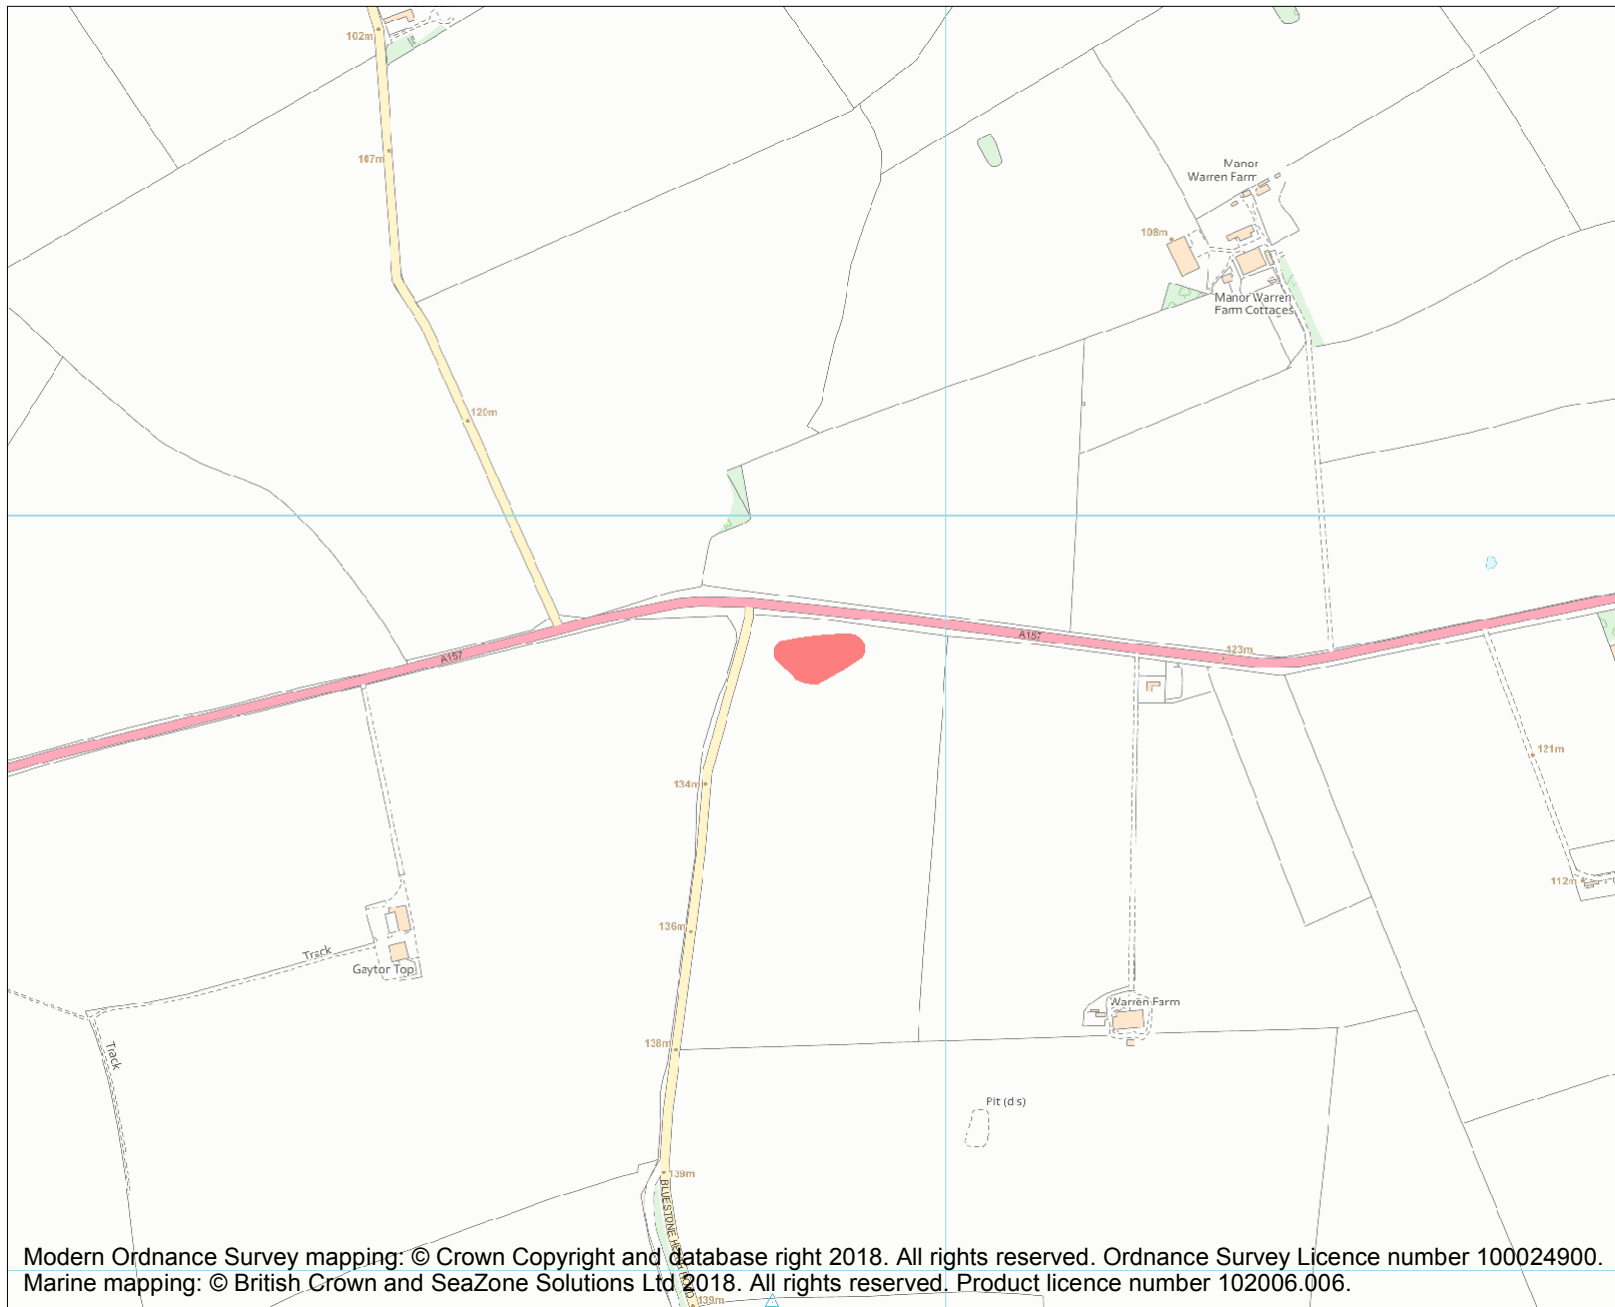 102m
107m
Manor
Warren Farm
108m
Manor Warren
Farm Cottages
120m
A157
A157
123m
121m
134m
112m
136m
Track
Gaytor Top
Warren Farm
138m
Track
Pit (dis)
139m
BLUESTONE HEATH ROAD
Modern Ordnance Survey mapping: © Crown Copyright and database right 2018. All rights reserved. Ordnance Survey Licence number 100024900.
Marine mapping: © British Crown and SeaZone Solutions Ltd 2018. All rights reserved. Product licence number 102006.006.
139m